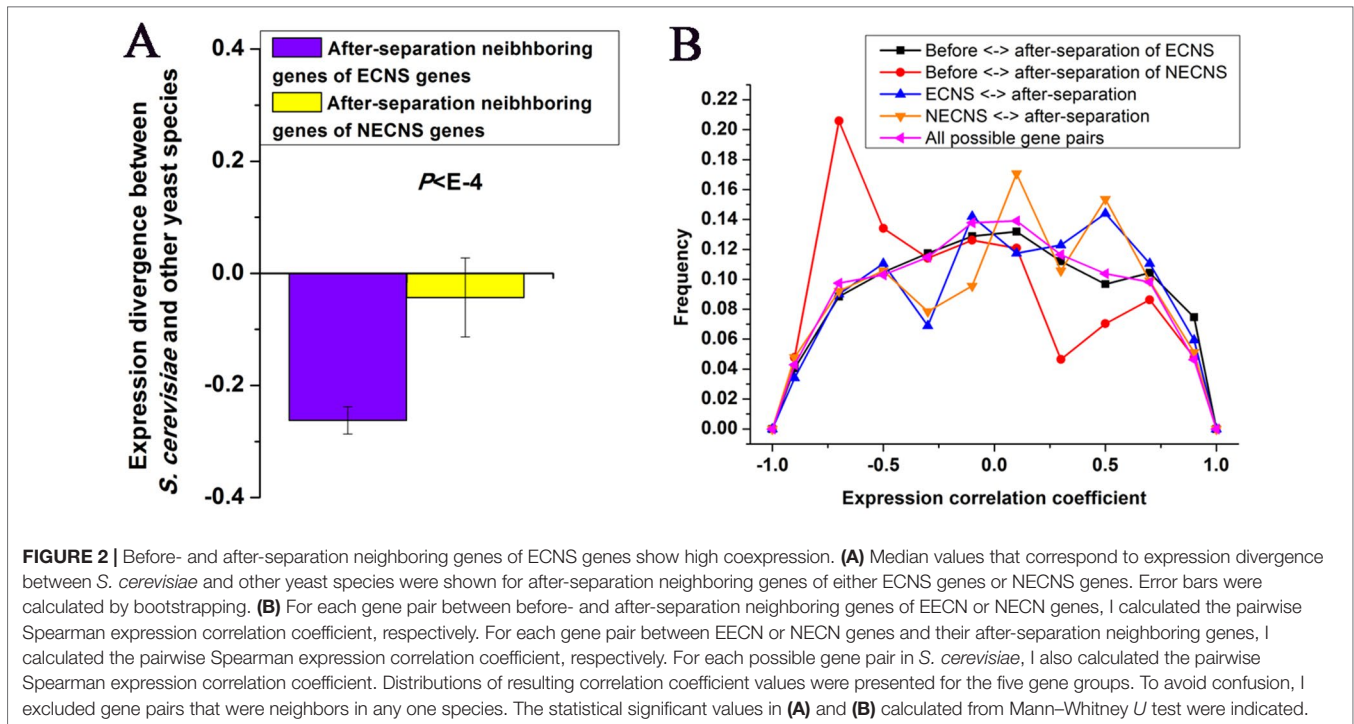 A
Expression divergence between
S. cerevisiae and other yeast species
0.4
0.2
0.0
-0.2
-0.4
After-separation neibhboring
genes of ECNS genes
After-separation neibhboring
genes of NECNS genes
P<E-4
B
Before <-> after-separation of ECNS
Before <-> after-separation of NECNS
ECNS <-> after-separation
NECNS <-> after-separation
All possible gene pairs
Frequency
0.22
0.20
0.18
0.16
0.14
0.12
0.10
0.08
0.06
0.04
0.02
0.00
-1.0 -0.5 0.0 0.5 1.0
Expression correlation coefficient
FIGURE 2 | Before- and after-separation neighboring genes of ECNS genes show high coexpression. (A) Median values that correspond to expression divergence
between S. cerevisiae and other yeast species were shown for after-separation neighboring genes of either ECNS genes or NECNS genes. Error bars were
calculated by bootstrapping. (B) For each gene pair between before- and after-separation neighboring genes of EECN or NECN genes, I calculated the pairwise
Spearman expression correlation coefficient, respectively. For each gene pair between EECN or NECN genes and their after-separation neighboring genes, I
calculated the pairwise Spearman expression correlation coefficient, respectively. For each possible gene pair in S. cerevisiae, I also calculated the pairwise
Spearman expression correlation coefficient. Distributions of resulting correlation coefficient values were presented for the five gene groups. To avoid confusion, I
excluded gene pairs that were neighbors in any one species. The statistical significant values in (A) and (B) calculated from Mann–Whitney U test were indicated.